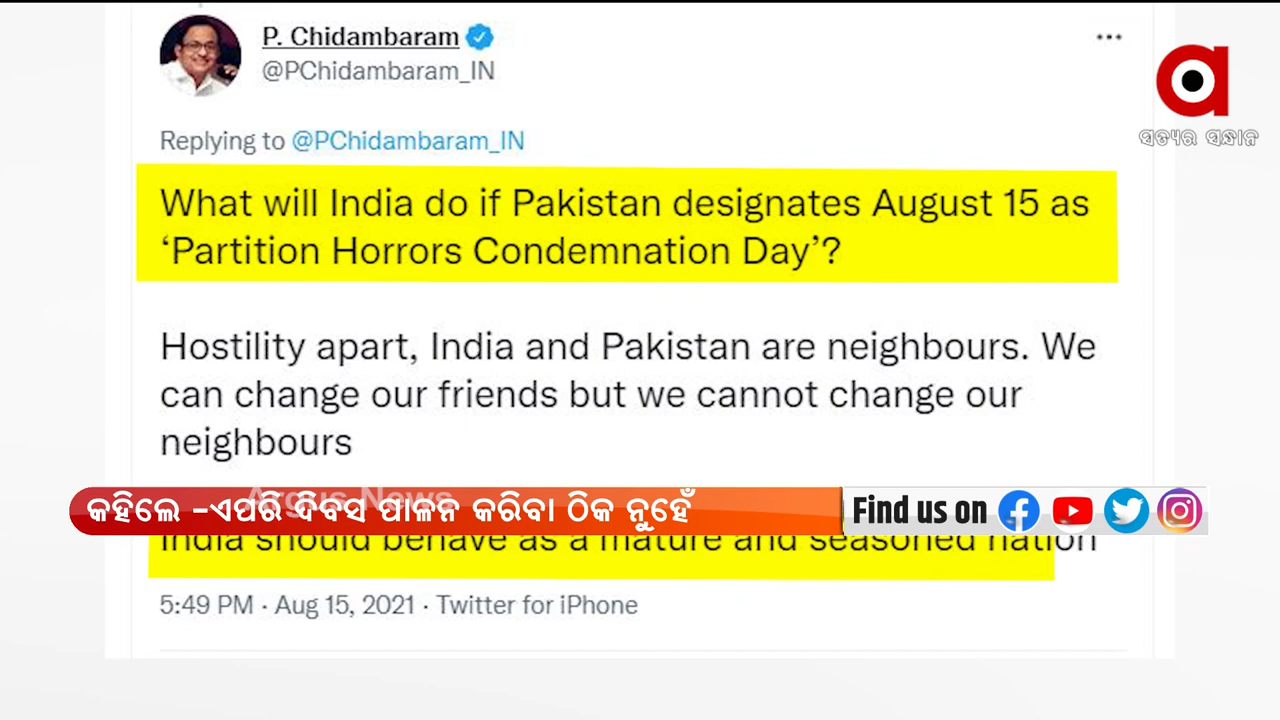 P. Chidambaram
@PChidambaram_IN
ସତ୍ୟର ସନ୍ଧାନ
Replying to @PChidambaram_IN
What will India do if Pakistan designates August 15 as
‘Partition Horrors Condemnation Day’?
Hostility apart, India and Pakistan are neighbours. We
can change our friends but we cannot change our
neighbours
Argus News
କହିଲେ –ଏପରି ଦିବସ ପାଳନ କରିବା ଠିକ ନୁହେଁ
Find us on
India should behave as a mature and seasoned nation
5:49 PM · Aug 15, 2021 · Twitter for iPhone